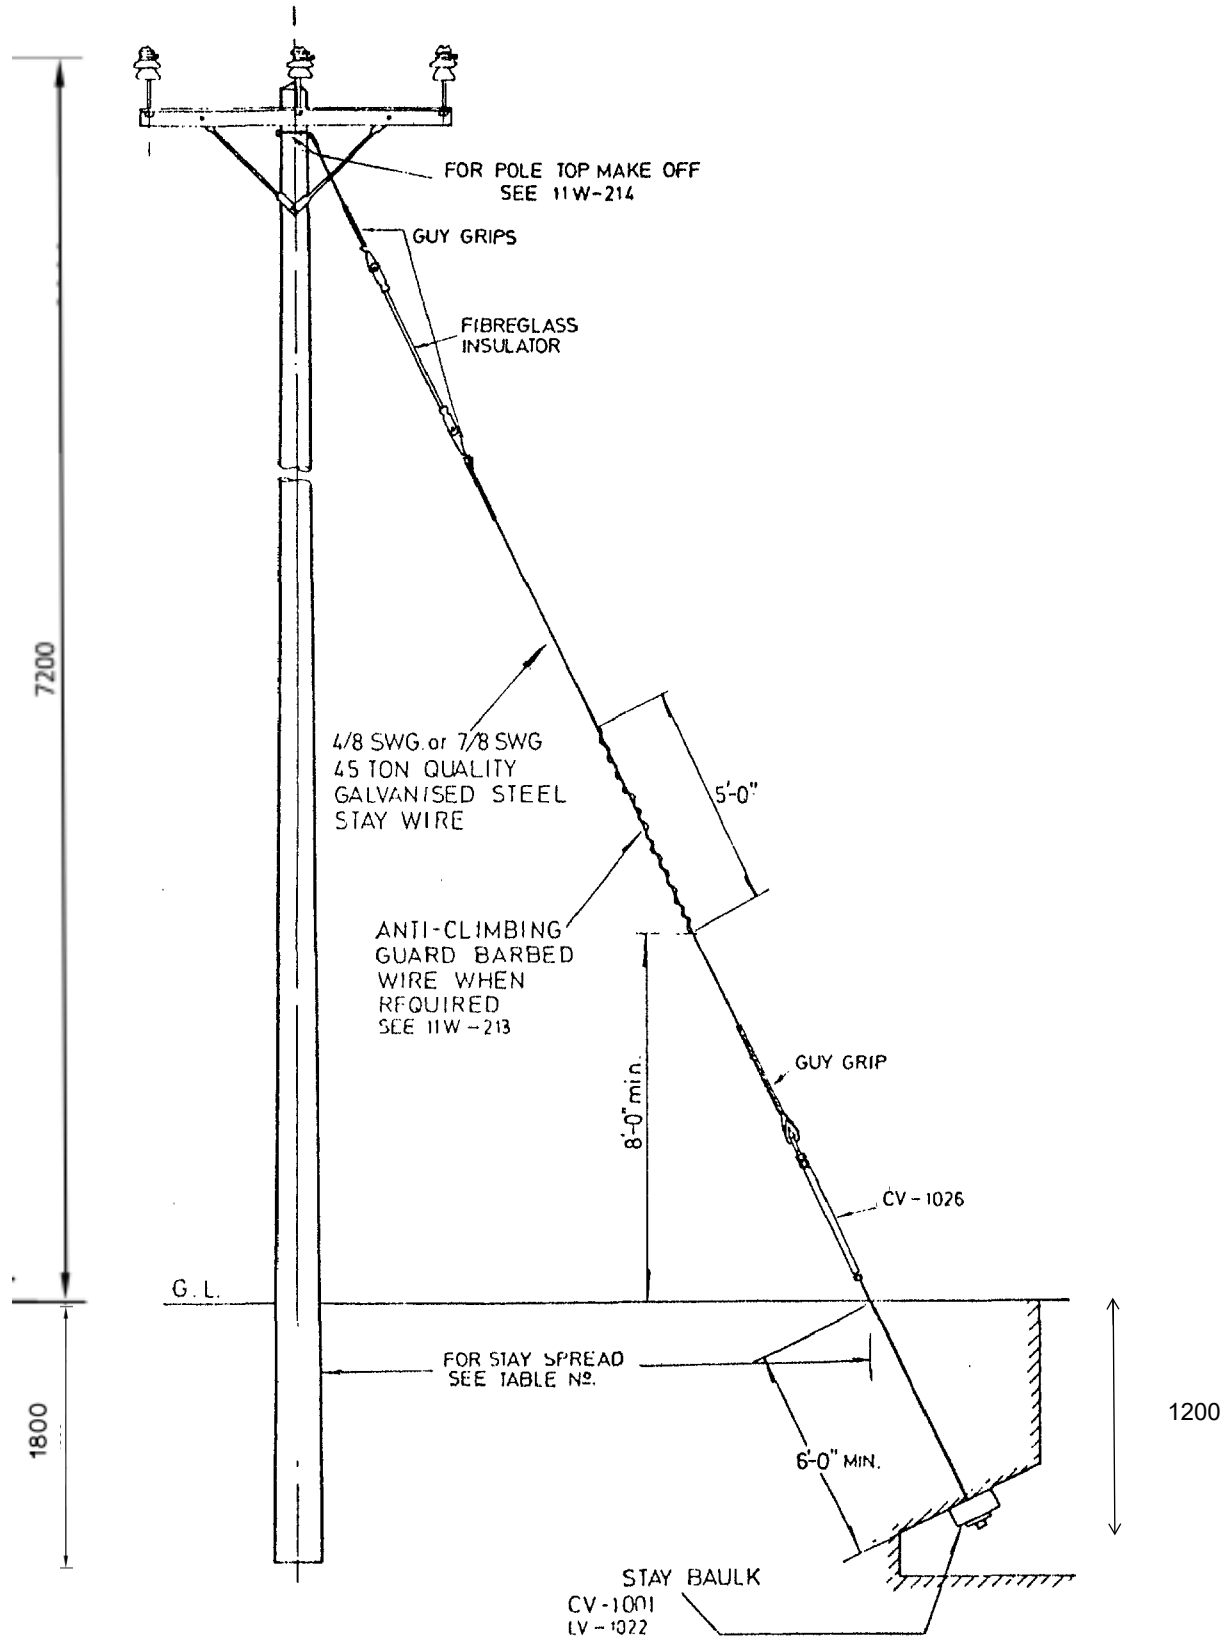 FOR POLE TOP MAKE OFF
SEE 11W-214
GUY GRIPS
FIBREGLASS
INSULATOR
7200
4/8 SWG. or 7/8 SWG
45 TON QUALITY
GALVANISED STEEL
STAY WIRE
5'-0"
ANTI-CLIMBING
GUARD BARBED
WIRE WHEN
REQUIRED
SEE 11W-213
8'-0" min.
GUY GRIP
CV-1026
G.L.
FOR STAY SPREAD
SEE TABLE Nº.
1800
1200
6'-0" MIN.
STAY BAULK
CV-1001
LV-1022